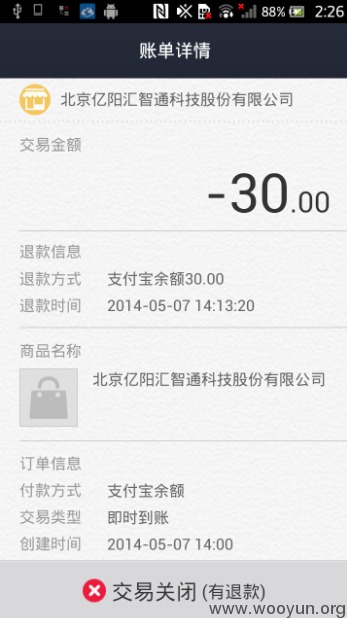 88% 2:26
账单详情
北京亿阳汇智通科技股份有限公司
交易金额
-30.00
退款信息
退款方式 支付宝余额30.00
退款时间 2014-05-07 14:13:20
商品名称
北京亿阳汇智通科技股份有限公司
订单信息
付款方式 支付宝余额
交易类型 即时到账
创建时间 2014-05-07 14:00
交易关闭 (有退款)
www.wooyun.org